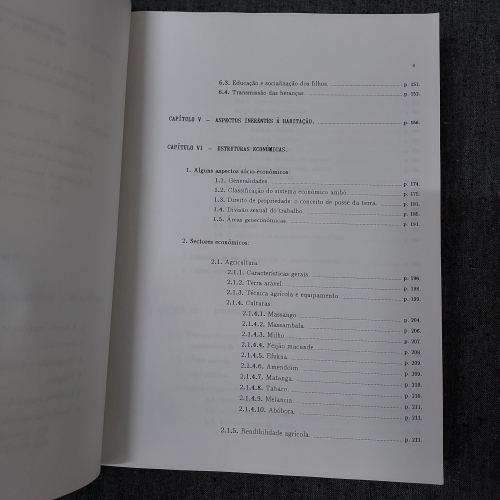 6.3. Educação e socialização dos filhos. p. 151.
6.4. Transmissão das heranças. p. 152.
CAPÍTULO V — ASPECTOS INERENTES À HABITAÇÃO. p. 156.
CAPÍTULO VI — ESTRUTURAS ECONÓMICAS.
1. Alguns aspectos sócio-económicos
1.1. Generalidades p. 174.
1.2. Classificação do sistema económico ambó p. 175.
1.3. Direito de propriedade: o conceito de posse da terra. p. 181.
1.4. Divisão sexual do trabalho p. 185.
1.5. Áreas geoeconómicas p. 191.
2. Sectores económicos:
2.1. Agricultura.
2.1.1. Características gerais p. 196.
2.1.2. Terra arável p. 198.
2.1.3. Técnica agrícola e equipamento p. 199.
2.1.4. Culturas
2.1.4.1. Massango p. 204.
2.1.4.2. Massambala. p. 206.
2.1.4.3. Milho p. 207.
2.1.4.4. Feijão macunde p. 208.
2.1.4.5. p. 209.
2.1.4.6. Amendoim p. 209.
2.1.4.7. p. 210.
2.1.4.8. Tabaco p. 210.
2.1.4.9. Melancia p. 211.
2.1.4.10. Abóbora. p. 211.
2.1.5. Rendibilidade agrícola. p. 211.